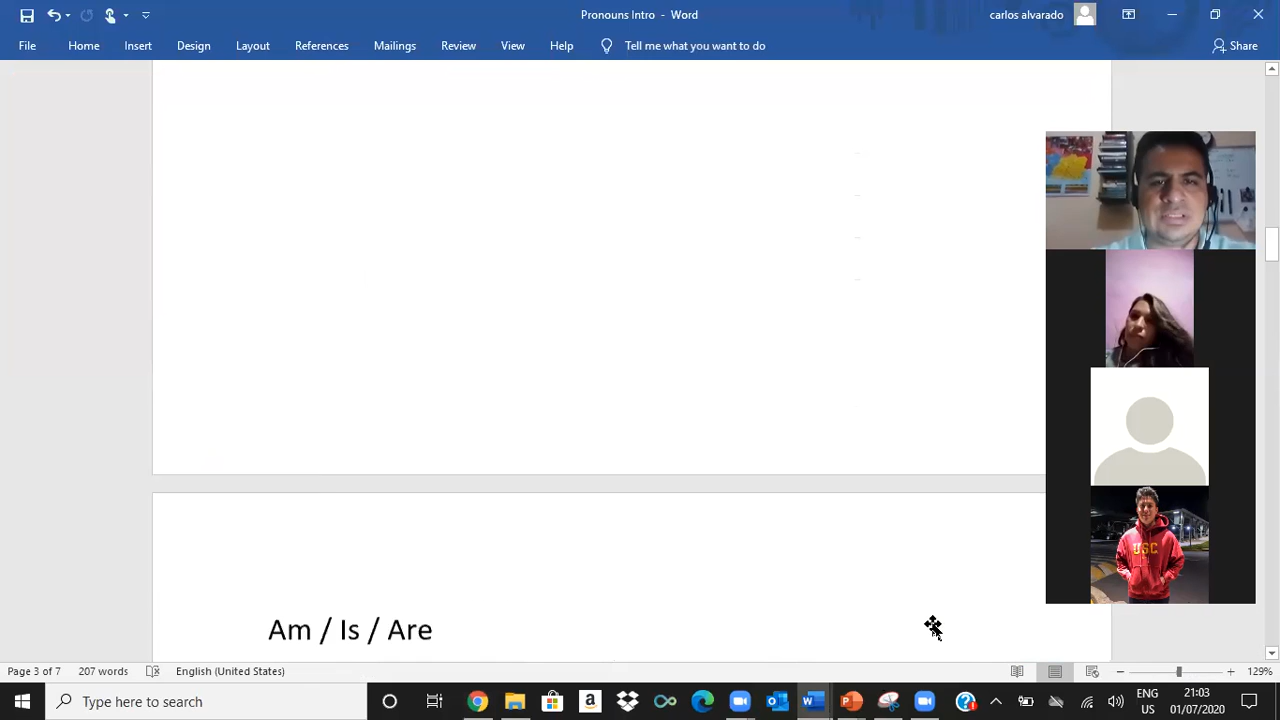 Pronouns Intro - Word
carlos alvarado
File Home Insert Design Layout References Mailings Review View Help Tell me what you want to do Share
USC
Am / Is / Are
Page 3 of 7 207 words English (United States) 129%
Type here to search
ENG
US
21:03
01/07/2020